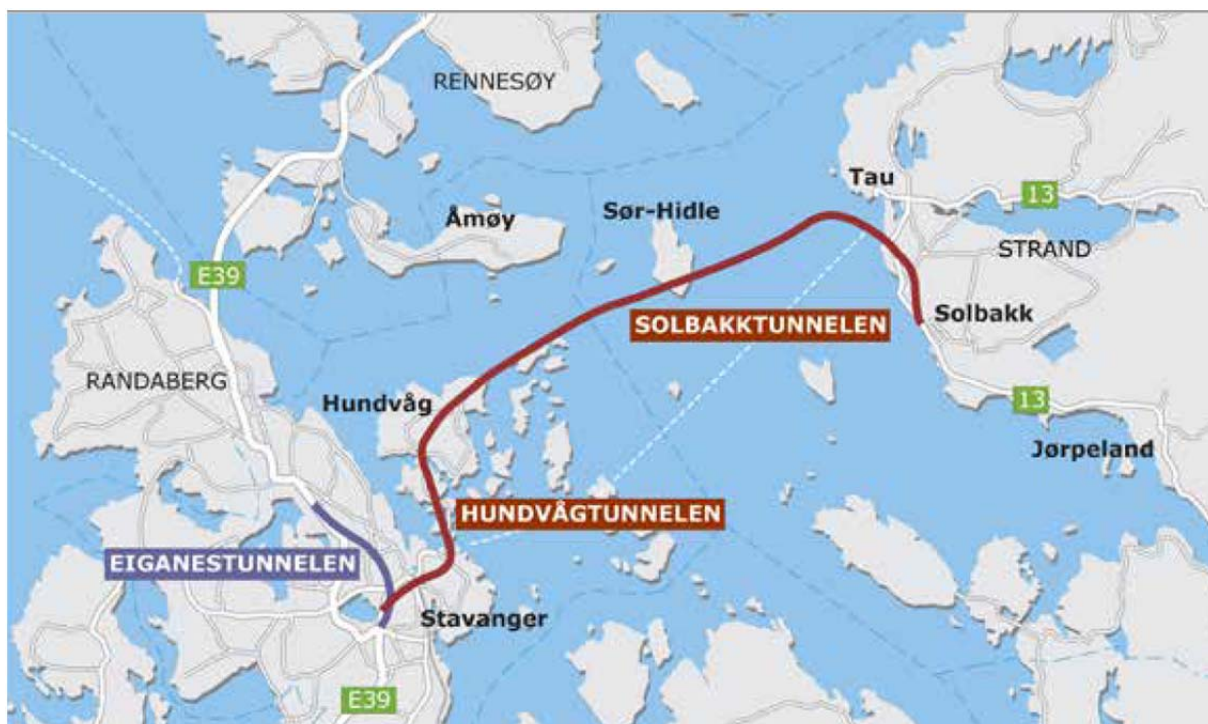 RENNESØY
Tau
13
Åmøy
Sør-Hidle
STRAND
E39
SOLBAKKTUNNELEN
Solbakk
RANDABERG
Hundvåg
13
Jørpeland
HUNDVÅGTUNNELEN
EIGANESTUNNELEN
Stavanger
E39